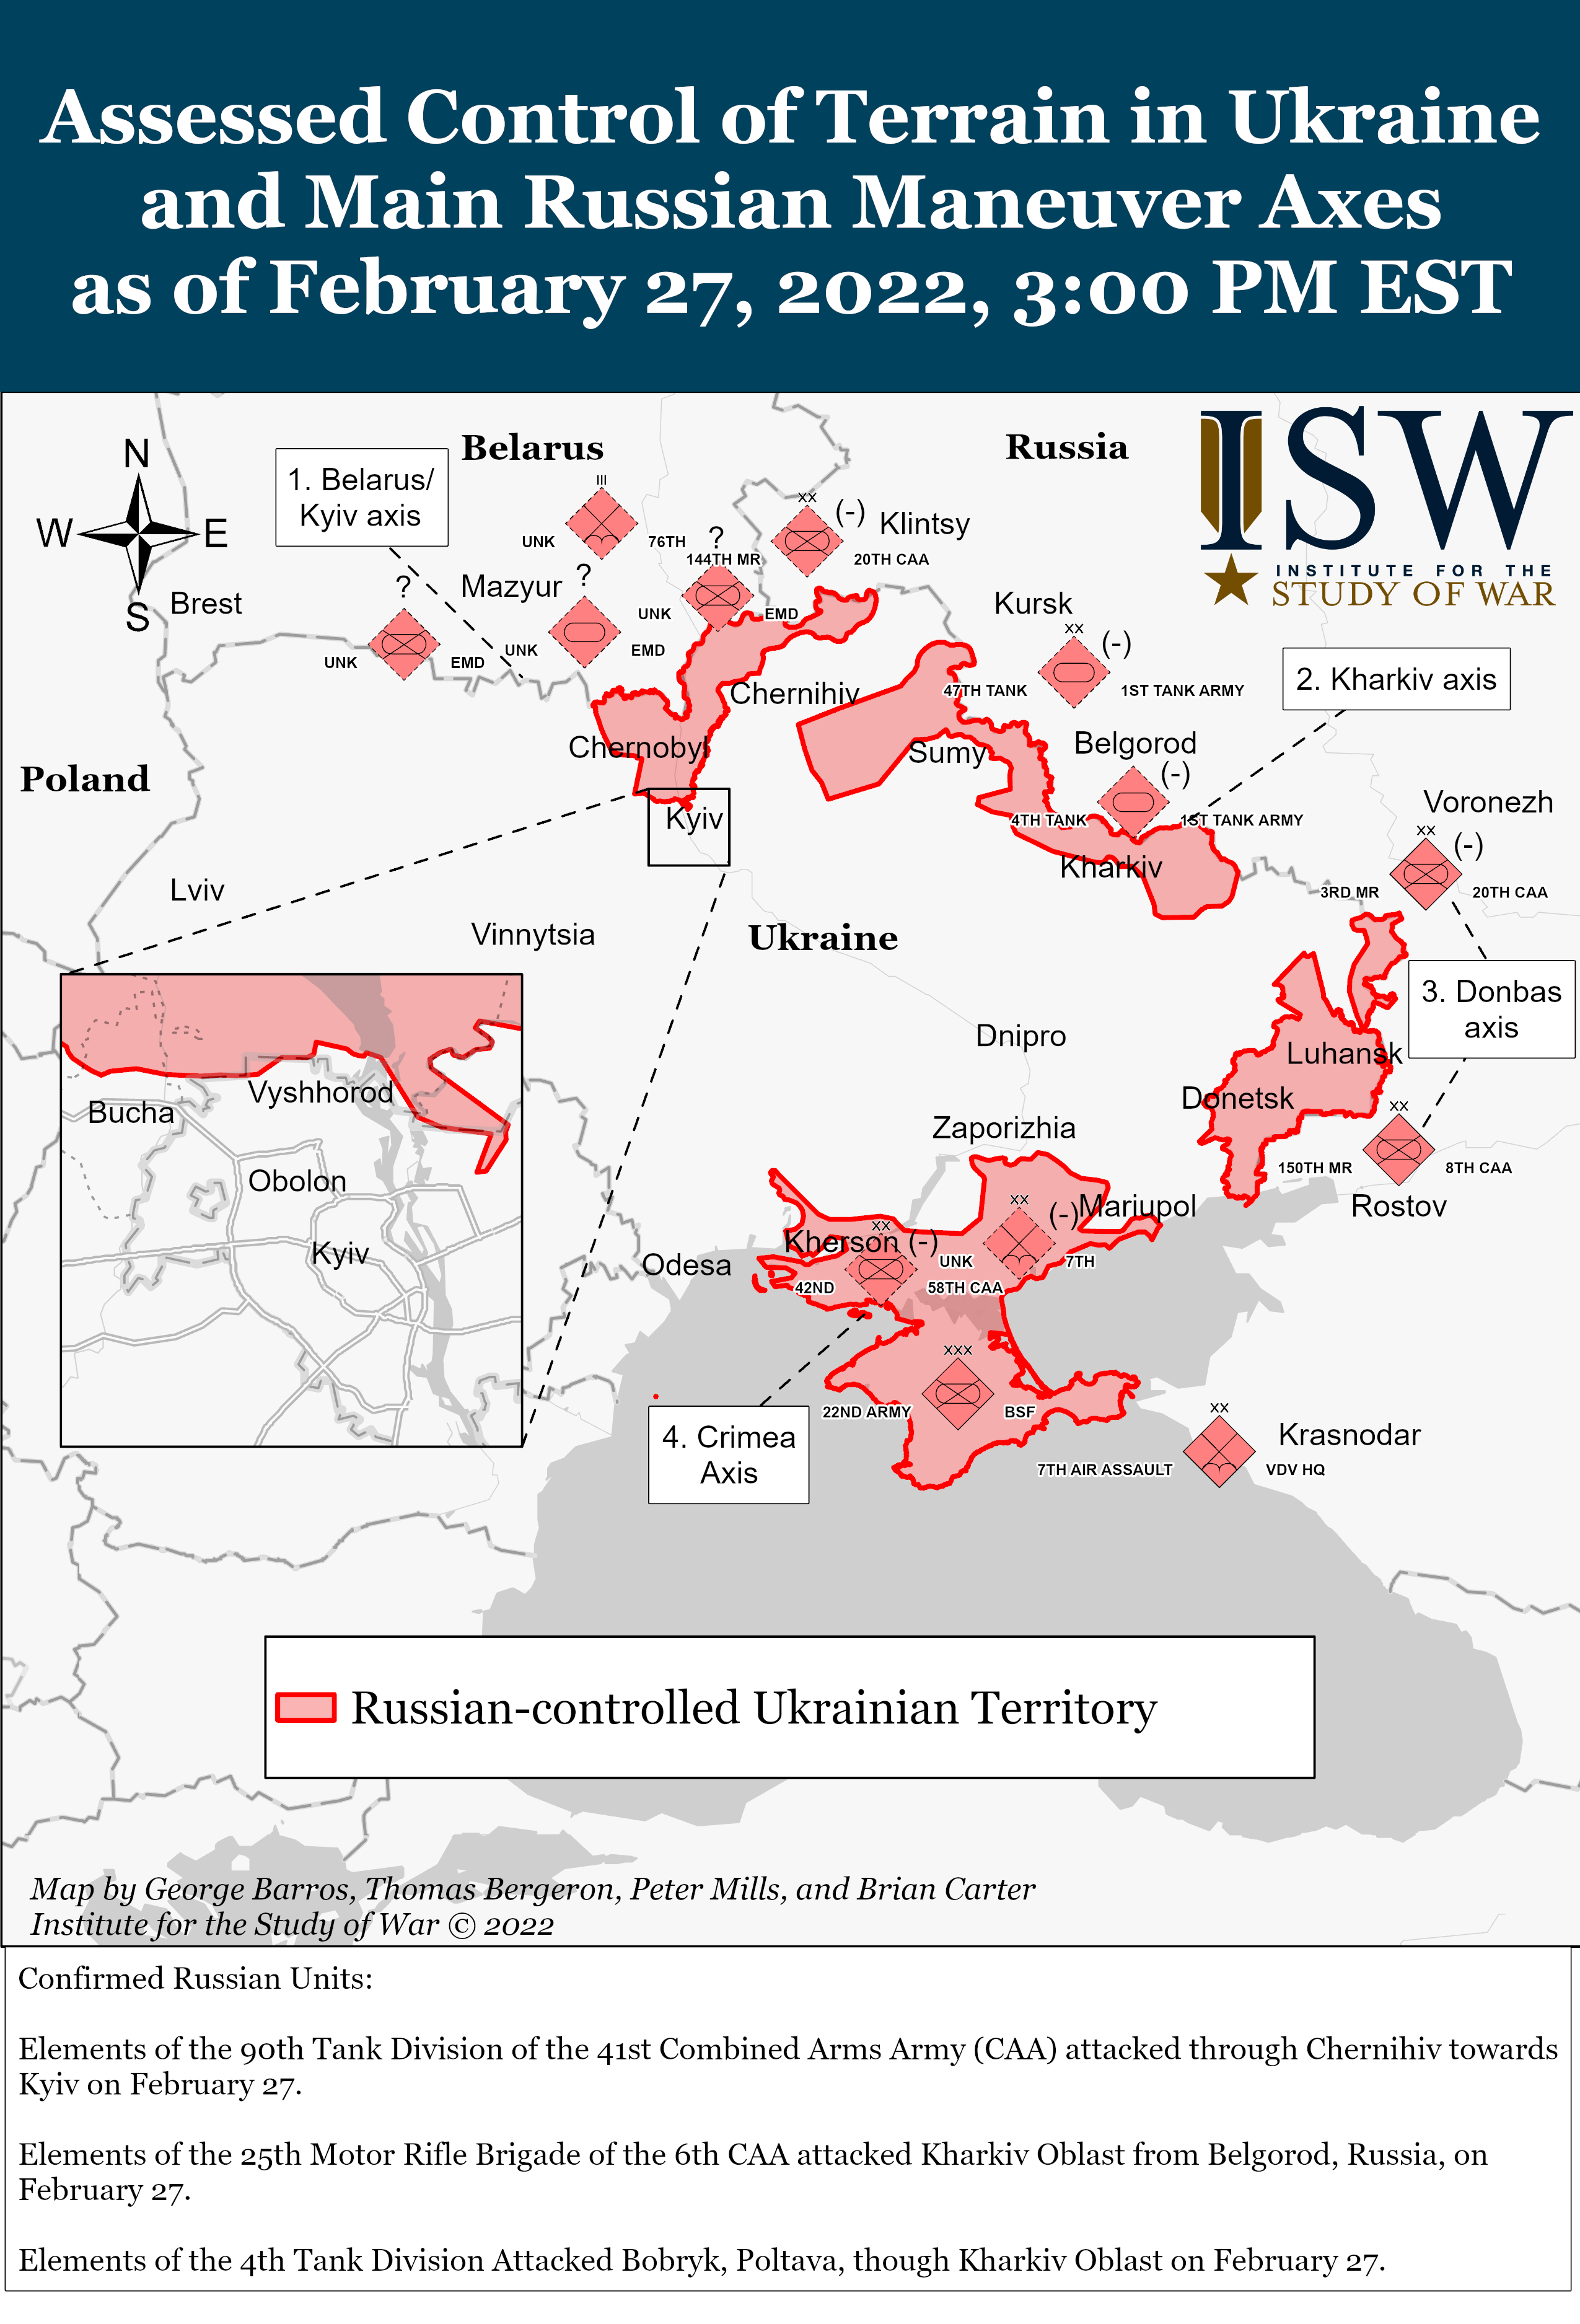 Assessed Control of Terrain in Ukraine
and Main Russian Maneuver Axes
as of February 27, 2022, 3:00 PM EST
N
W
E
S
1. Belarus/
Kyiv axis
Belarus
Russia
ISW
INSTITUTE FOR THE
STUDY OF WAR
III
UNK
76TH
?
144TH MR
UNK
EMD
XX
(-)
Klintsy
20TH CAA
Mazyur
?
UNK
EMD
Brest
?
UNK
EMD
Kursk
XX
(-)
47TH TANK
1ST TANK ARMY
2. Kharkiv axis
Chernihiv
Chernobyl
Sumy
Belgorod
(-)
4TH TANK
1ST TANK ARMY
Poland
Kyiv
Kharkiv
Voronezh
XX
(-)
3RD MR
20TH CAA
Lviv
Vinnytsia
Ukraine
3. Donbas
axis
Dnipro
Luhansk
Donetsk
XX
150TH MR
8TH CAA
Rostov
Bucha
Vyshhorod
Obolon
Kyiv
Zaporizhia
XX
(-)
Mariupol
UNK
7TH
XX
Kherson
(-)
42ND
58TH CAA
Odesa
XXX
22ND ARMY
BSF
4. Crimea
Axis
XX
Krasnodar
7TH AIR ASSAULT
VDV HQ
Russian-controlled Ukrainian Territory
Map by George Barros, Thomas Bergeron, Peter Mills, and Brian Carter
Institute for the Study of War © 2022
Confirmed Russian Units:
Elements of the 90th Tank Division of the 41st Combined Arms Army (CAA) attacked through Chernihiv towards
Kyiv on February 27.
Elements of the 25th Motor Rifle Brigade of the 6th CAA attacked Kharkiv Oblast from Belgorod, Russia, on
February 27.
Elements of the 4th Tank Division Attacked Bobryk, Poltava, though Kharkiv Oblast on February 27.